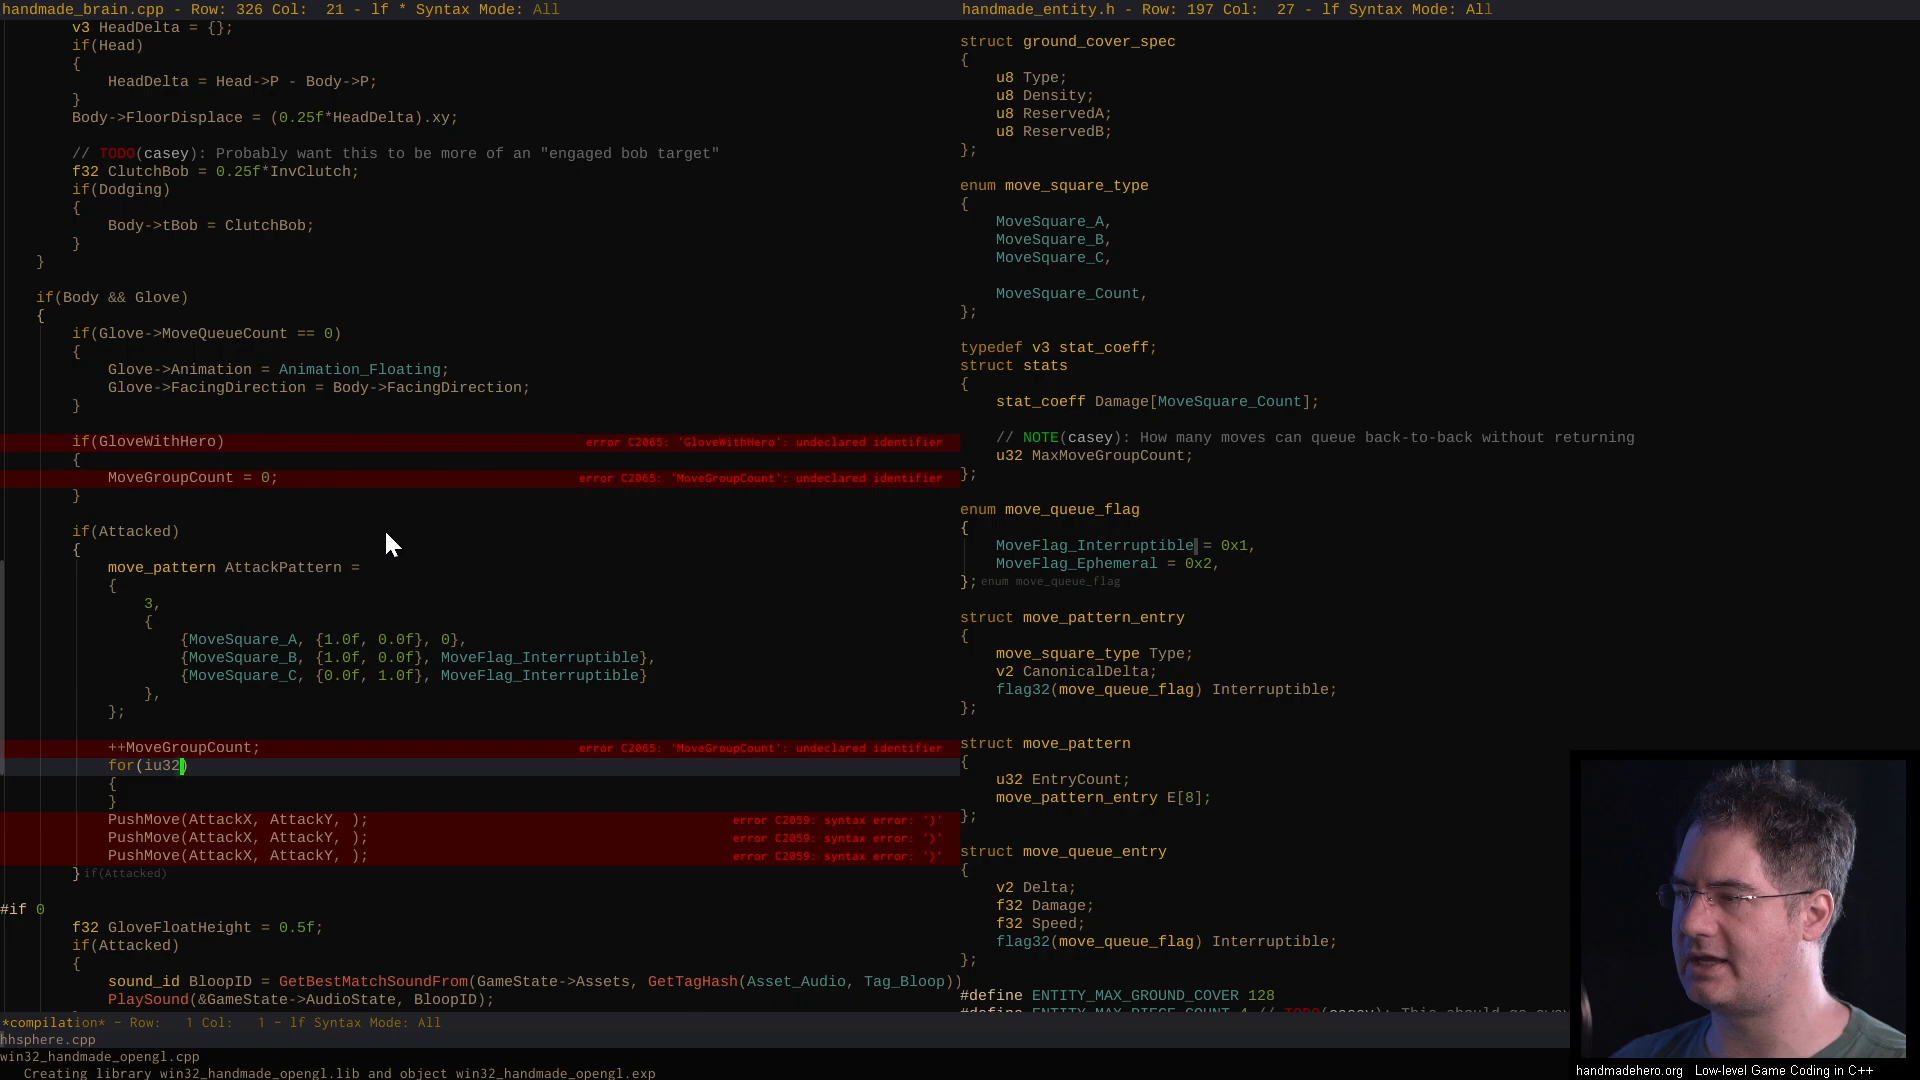 handmade_brain.cpp - Row: 326 Col:  21 - lf * Syntax Mode: All
v3 HeadDelta = {};
if(Head)
{
HeadDelta = Head->P - Body->P;
}
Body->FloorDisplace = (0.25f*HeadDelta).xy;
// TODO(casey): Probably want this to be more of an "engaged bob target"
f32 ClutchBob = 0.25f*InvClutch;
if(Dodging)
{
Body->tBob = ClutchBob;
}
}
if(Body && Glove)
{
if(Glove->MoveQueueCount == 0)
{
Glove->Animation = Animation_Floating;
Glove->FacingDirection = Body->FacingDirection;
}
if(GloveWithHero) error C2065: 'GloveWithHero': undeclared identifier
{
MoveGroupCount = 0; error C2065: 'MoveGroupCount': undeclared identifier
}
if(Attacked)
{
move_pattern AttackPattern =
{
3,
{
{MoveSquare_A, {1.0f, 0.0f}, 0},
{MoveSquare_B, {1.0f, 0.0f}, MoveFlag_Interruptible},
{MoveSquare_C, {0.0f, 1.0f}, MoveFlag_Interruptible}
},
};
++MoveGroupCount; error C2065: 'MoveGroupCount': undeclared identifier
for(iu32)
{
}
PushMove(AttackX, AttackY, ); error C2059: syntax error: ')'
PushMove(AttackX, AttackY, ); error C2059: syntax error: ')'
PushMove(AttackX, AttackY, ); error C2059: syntax error: ')'
} if(Attacked)
#if 0
f32 GloveFloatHeight = 0.5f;
if(Attacked)
{
sound_id BloopID = GetBestMatchSoundFrom(GameState->Assets, GetTagHash(Asset_Audio, Tag_Bloop))
PlaySound(&GameState->AudioState, BloopID);
handmade_entity.h - Row: 197 Col:  27 - lf Syntax Mode: All
struct ground_cover_spec
{
u8 Type;
u8 Density;
u8 ReservedA;
u8 ReservedB;
};
enum move_square_type
{
MoveSquare_A,
MoveSquare_B,
MoveSquare_C,
MoveSquare_Count,
};
typedef v3 stat_coeff;
struct stats
{
stat_coeff Damage[MoveSquare_Count];
// NOTE(casey): How many moves can queue back-to-back without returning
u32 MaxMoveGroupCount;
};
enum move_queue_flag
{
MoveFlag_Interruptible = 0x1,
MoveFlag_Ephemeral = 0x2,
}; enum move_queue_flag
struct move_pattern_entry
{
move_square_type Type;
v2 CanonicalDelta;
flag32(move_queue_flag) Interruptible;
};
struct move_pattern
{
u32 EntryCount;
move_pattern_entry E[8];
};
struct move_queue_entry
{
v2 Delta;
f32 Damage;
f32 Speed;
flag32(move_queue_flag) Interruptible;
};
#define ENTITY_MAX_GROUND_COVER 128
#define ENTITY_MAX_PIECE_COUNT 4 // TODO(casey): This should go away
*compilation* - Row:   1 Col:   1 - lf Syntax Mode: All
hhsphere.cpp
win32_handmade_opengl.cpp
Creating library win32_handmade_opengl.lib and object win32_handmade_opengl.exp
handmadehero.org Low-level Game Coding in C++